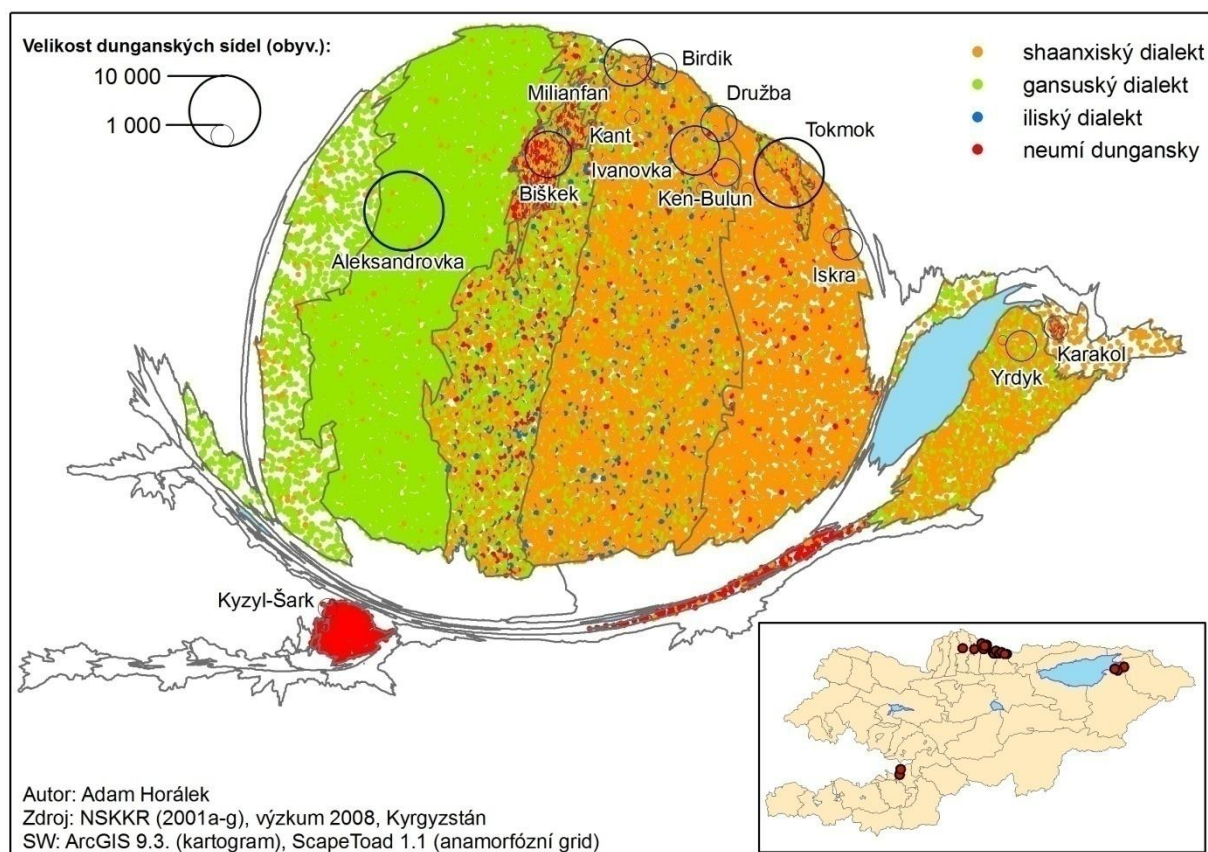 Velikost dunganských sídel (obyv.):
10 000
1 000
shaanxiský dialekt
gansuský dialekt
iliský dialekt
neumí dungansky
Birdik
Milianfan
Družba
Kant
Tokmok
Ivanovka
Biškek
Ken-Bulun
Aleksandrovka
Iskra
Karakol
Yrdyk
Kyzyl-Šark
Autor: Adam Horálek
Zdroj: NSKKR (2001a-g), výzkum 2008, Kyrgyzstán
SW: ArcGIS 9.3. (kartogram), ScapeToad 1.1 (anamorfózní grid)